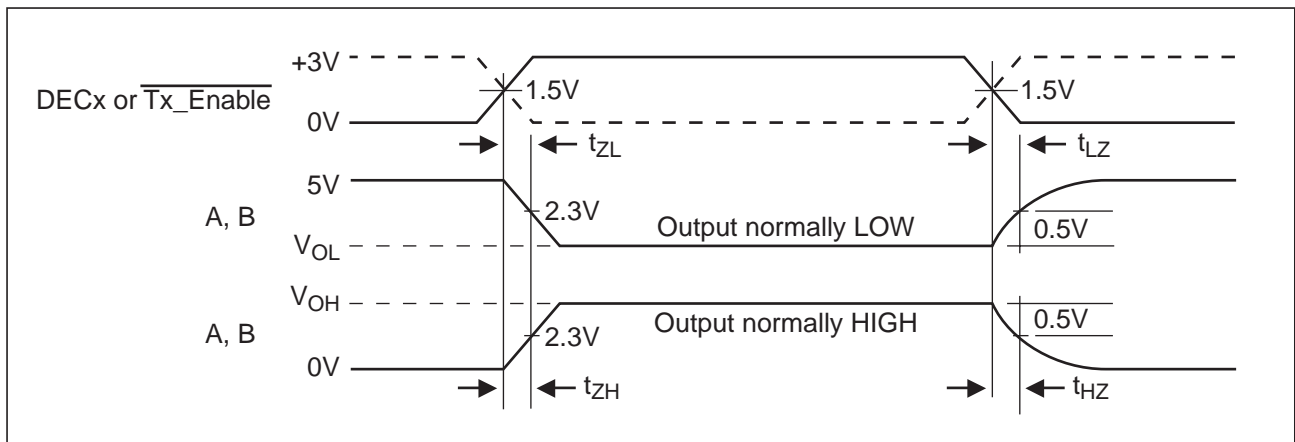 +3V
DECx or Tx_Enable
1.5V
1.5V
0V
tZL
tLZ
5V
A, B
2.3V
Output normally LOW
0.5V
VOL
VOH
A, B
2.3V
Output normally HIGH
0.5V
0V
tZH
tHZ